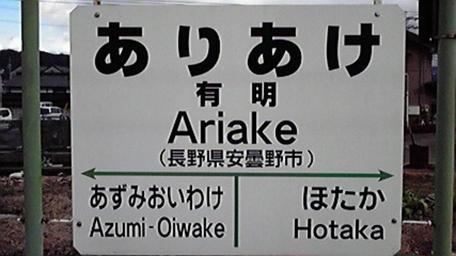 ありあけ
有明
Ariake
(長野県安曇野市)
あずみおいわけ ほたか
Azumi-Oiwake Hotaka